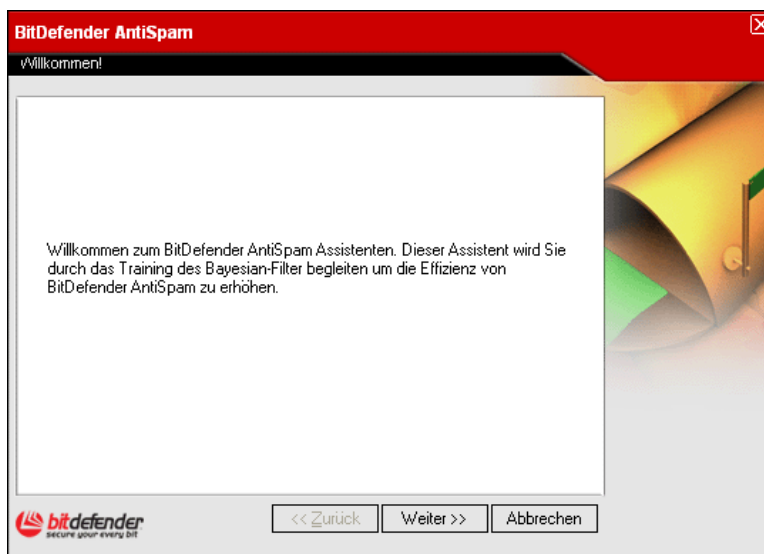 BitDefender AntiSpam
Willkommen!
Willkommen zum BitDefender AntiSpam Assistenten. Dieser Assistent wird Sie
durch das Training des Bayesian-Filter begleiten um die Effizienz von
BitDefender AntiSpam zu erhöhen.
bitdefender
secure your every bit
<< Zurück
Weiter >>
Abbrechen